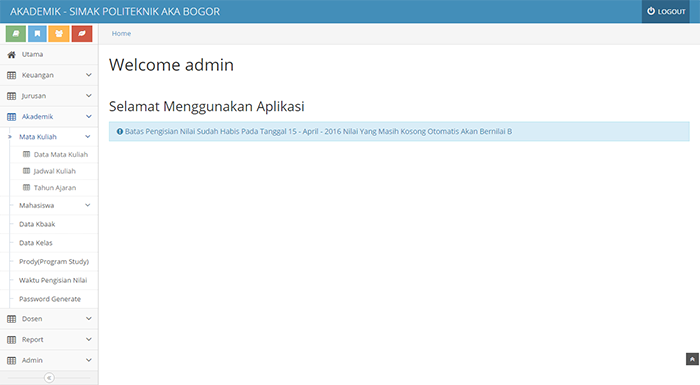 AKADEMIK - SIMAK POLITEKNIK AKA BOGOR
LOGOUT
Home
Utama
Keuangan
Jurusan
Akademik
Mata Kuliah
Data Mata Kuliah
Jadwal Kuliah
Tahun Ajaran
Mahasiswa
Data Kbaak
Data Kelas
Prody(Program Study)
Waktu Pengisian Nilai
Password Generate
Dosen
Report
Admin
Welcome admin
Selamat Menggunakan Aplikasi
Batas Pengisian Nilai Sudah Habis Pada Tanggal 15 - April - 2016 Nilai Yang Masih Kosong Otomatis Akan Bernilai B